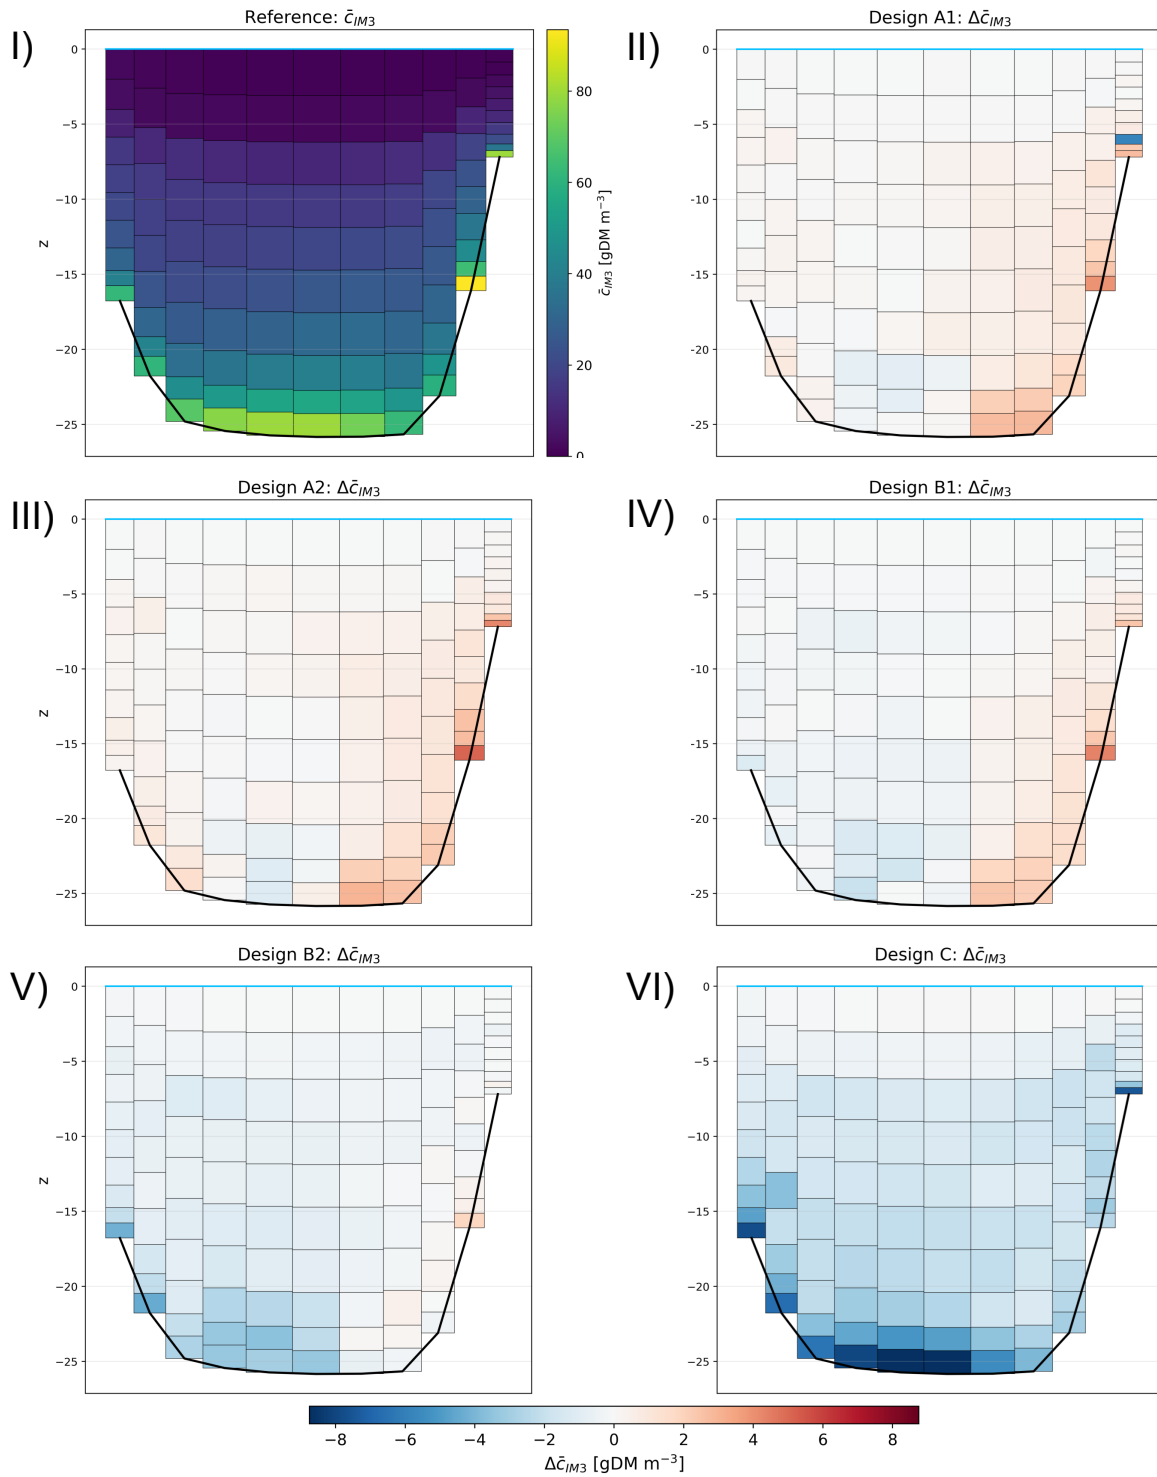 I)
Reference: c̄IM3
0
−5
−10
−15
−20
−25
z
80
60
40
20
0
c̄IM3 [gDM m⁻³]
II)
Design A1: Δc̄IM3
0
−5
−10
−15
−20
−25
III)
Design A2: Δc̄IM3
0
−5
−10
−15
−20
−25
z
IV)
Design B1: Δc̄IM3
0
-5
-10
-15
-20
-25
V)
Design B2: Δc̄IM3
0
−5
−10
−15
−20
−25
z
VI)
Design C: Δc̄IM3
0
−5
−10
−15
−20
−25
−8 −6 −4 −2 0 2 4 6 8
Δc̄IM3 [gDM m⁻³]